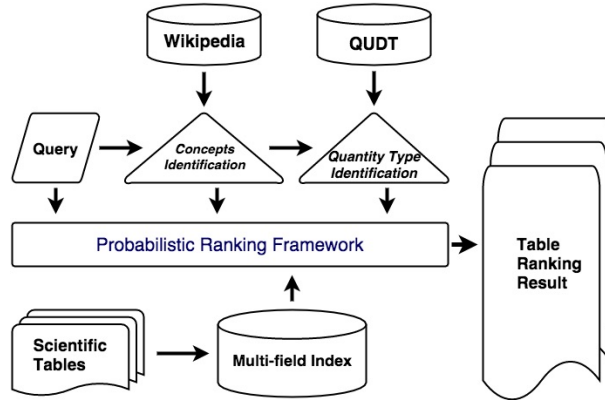 Wikipedia
QUDT
Query
Concepts
Identification
Quantity Type
Identification
Probabilistic Ranking Framework
Table
Ranking
Result
Scientific
Tables
Multi-field Index